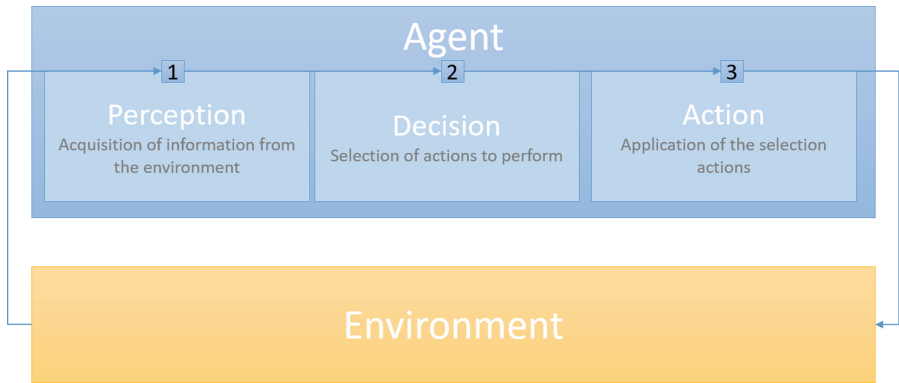 Agent
1
2
3
Perception
Acquisition of information from
the environment
Decision
Selection of actions to perform
Action
Application of the selection
actions
Environment